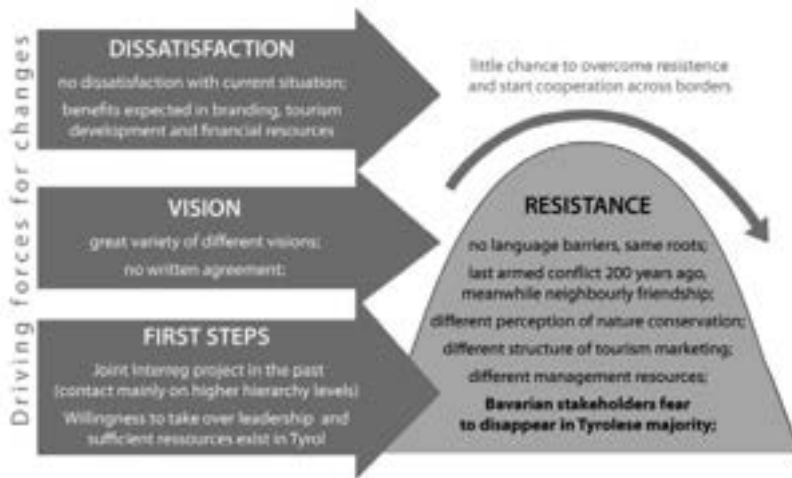 Driving forces for changes
DISSATISFACTION
no dissatisfaction with current situation;
benefits expected in branding, tourism
development and financial resources
VISION
great variety of different visions;
no written agreement;
FIRST STEPS
Joint Interreg project in the past
(contact mainly on higher hierarchy levels)
Willingness to take over leadership and
sufficient ressources exist in Tyrol
little chance to overcome resistence
and start cooperation across borders
RESISTANCE
no language barriers, same roots;
last armed conflict 200 years ago,
meanwhile neighbourly friendship;
different perception of nature conservation;
different structure of tourism marketing;
different management resources;
Bavarian stakeholders fear
to disappear in Tyrolese majority;